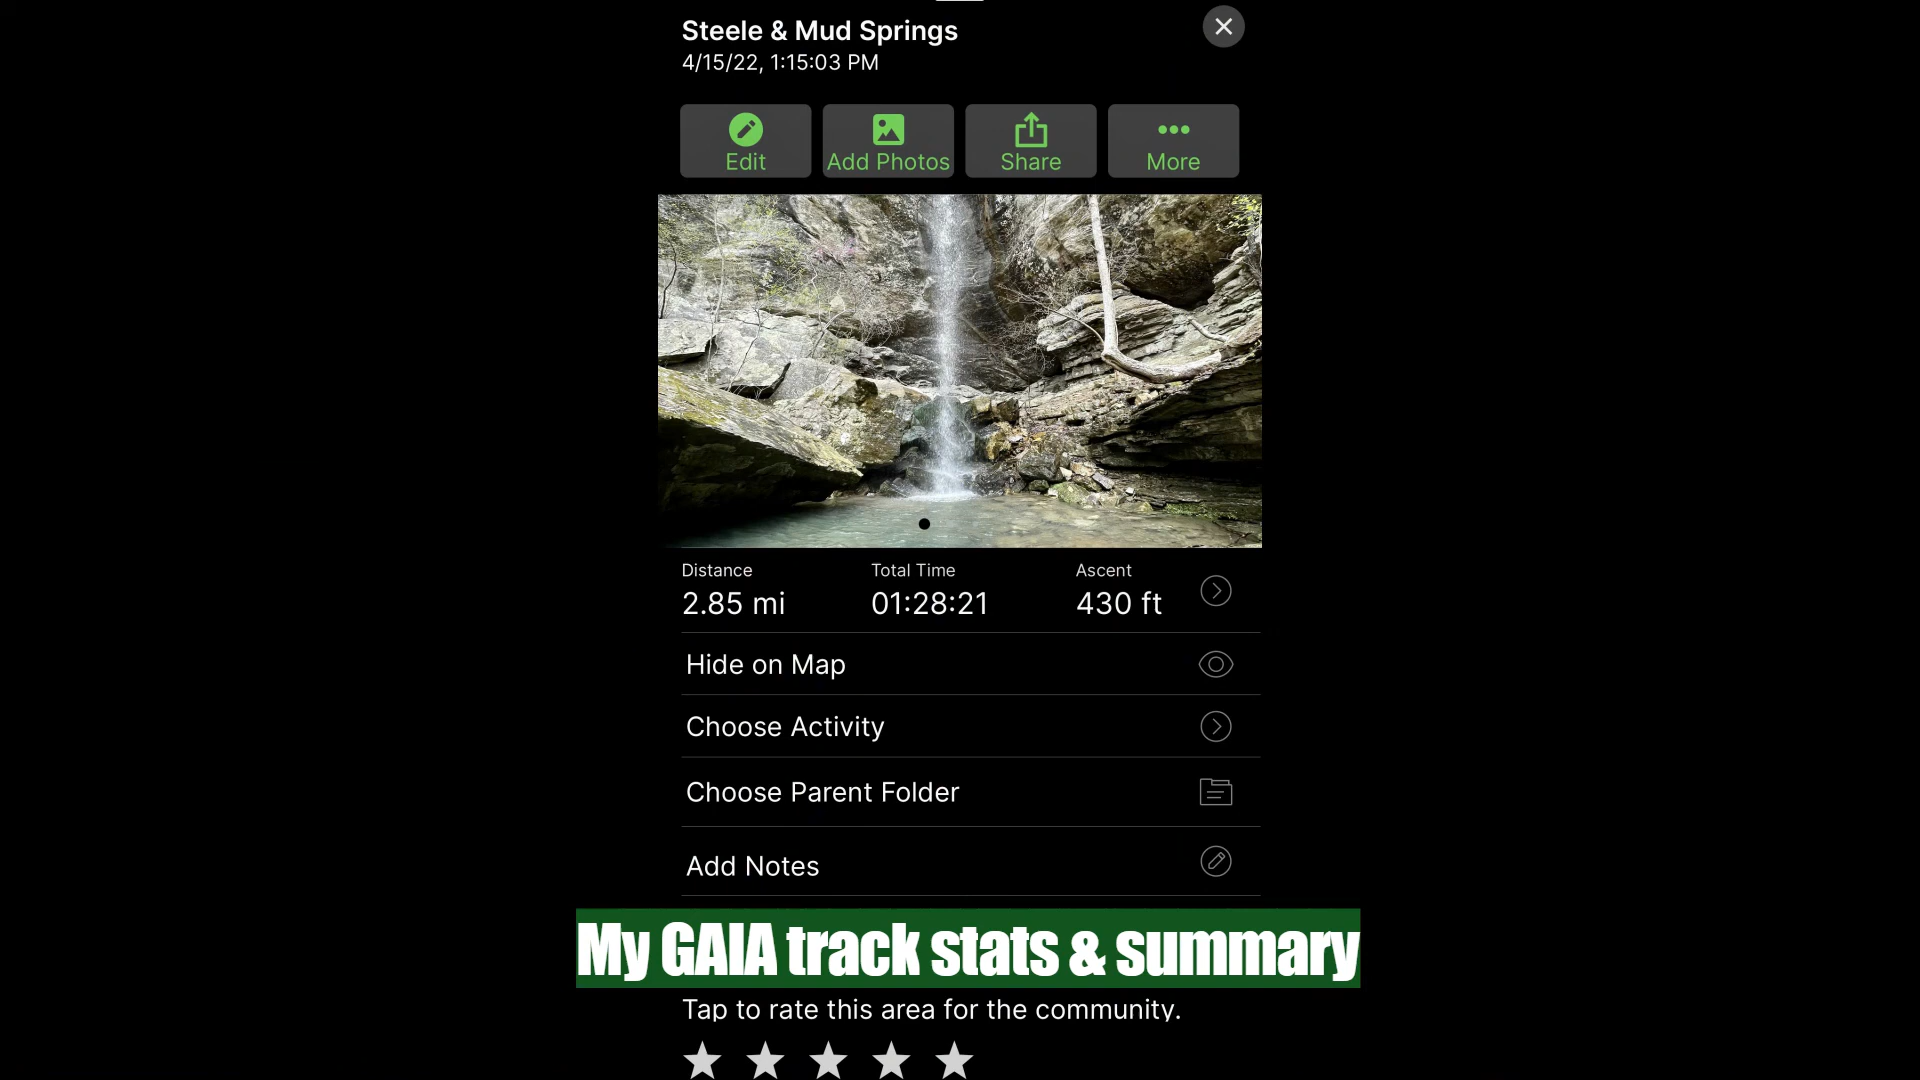 Steele & Mud Springs
4/15/22, 1:15:03 PM
Edit
Add Photos
Share
More
Distance
Total Time
Ascent
2.85 mi
01:28:21
430 ft
Hide on Map
Choose Activity
Choose Parent Folder
Add Notes
My GAIA track stats & summary
Tap to rate this area for the community.